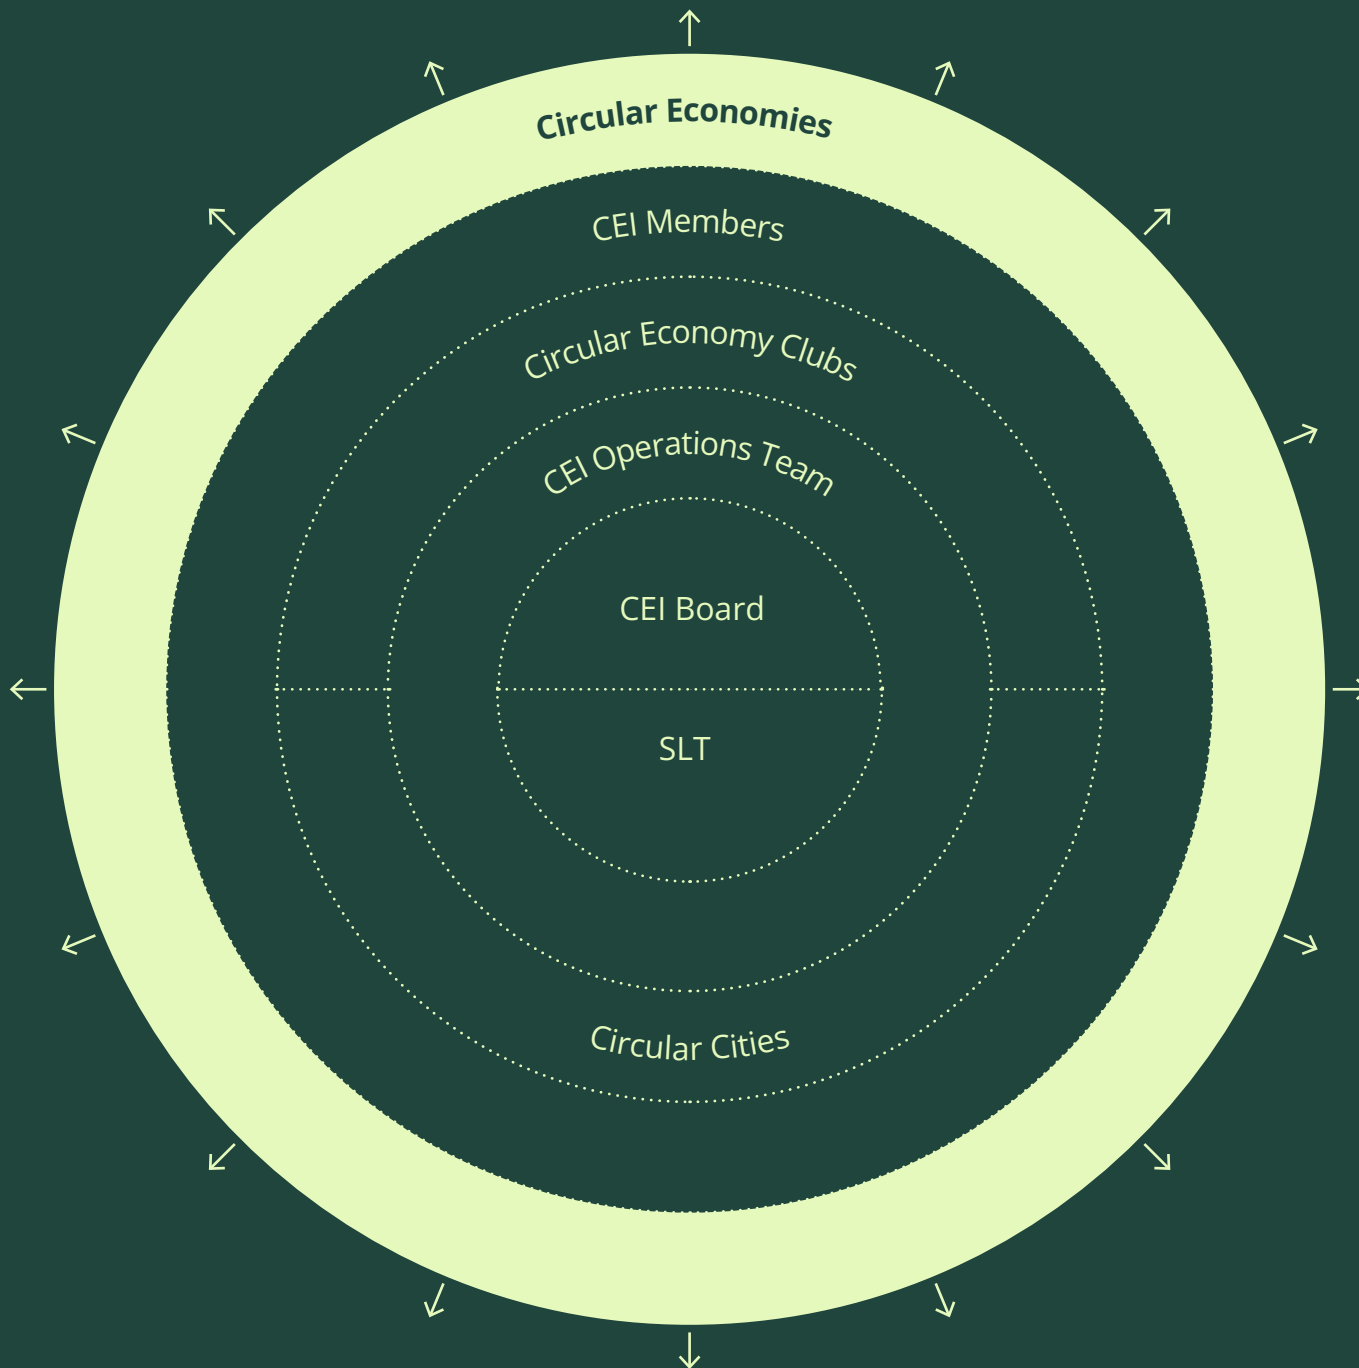 Circular Economies
CEI Members
Circular Economy Clubs
CEI Operations Team
CEI Board
SLT
Circular Cities